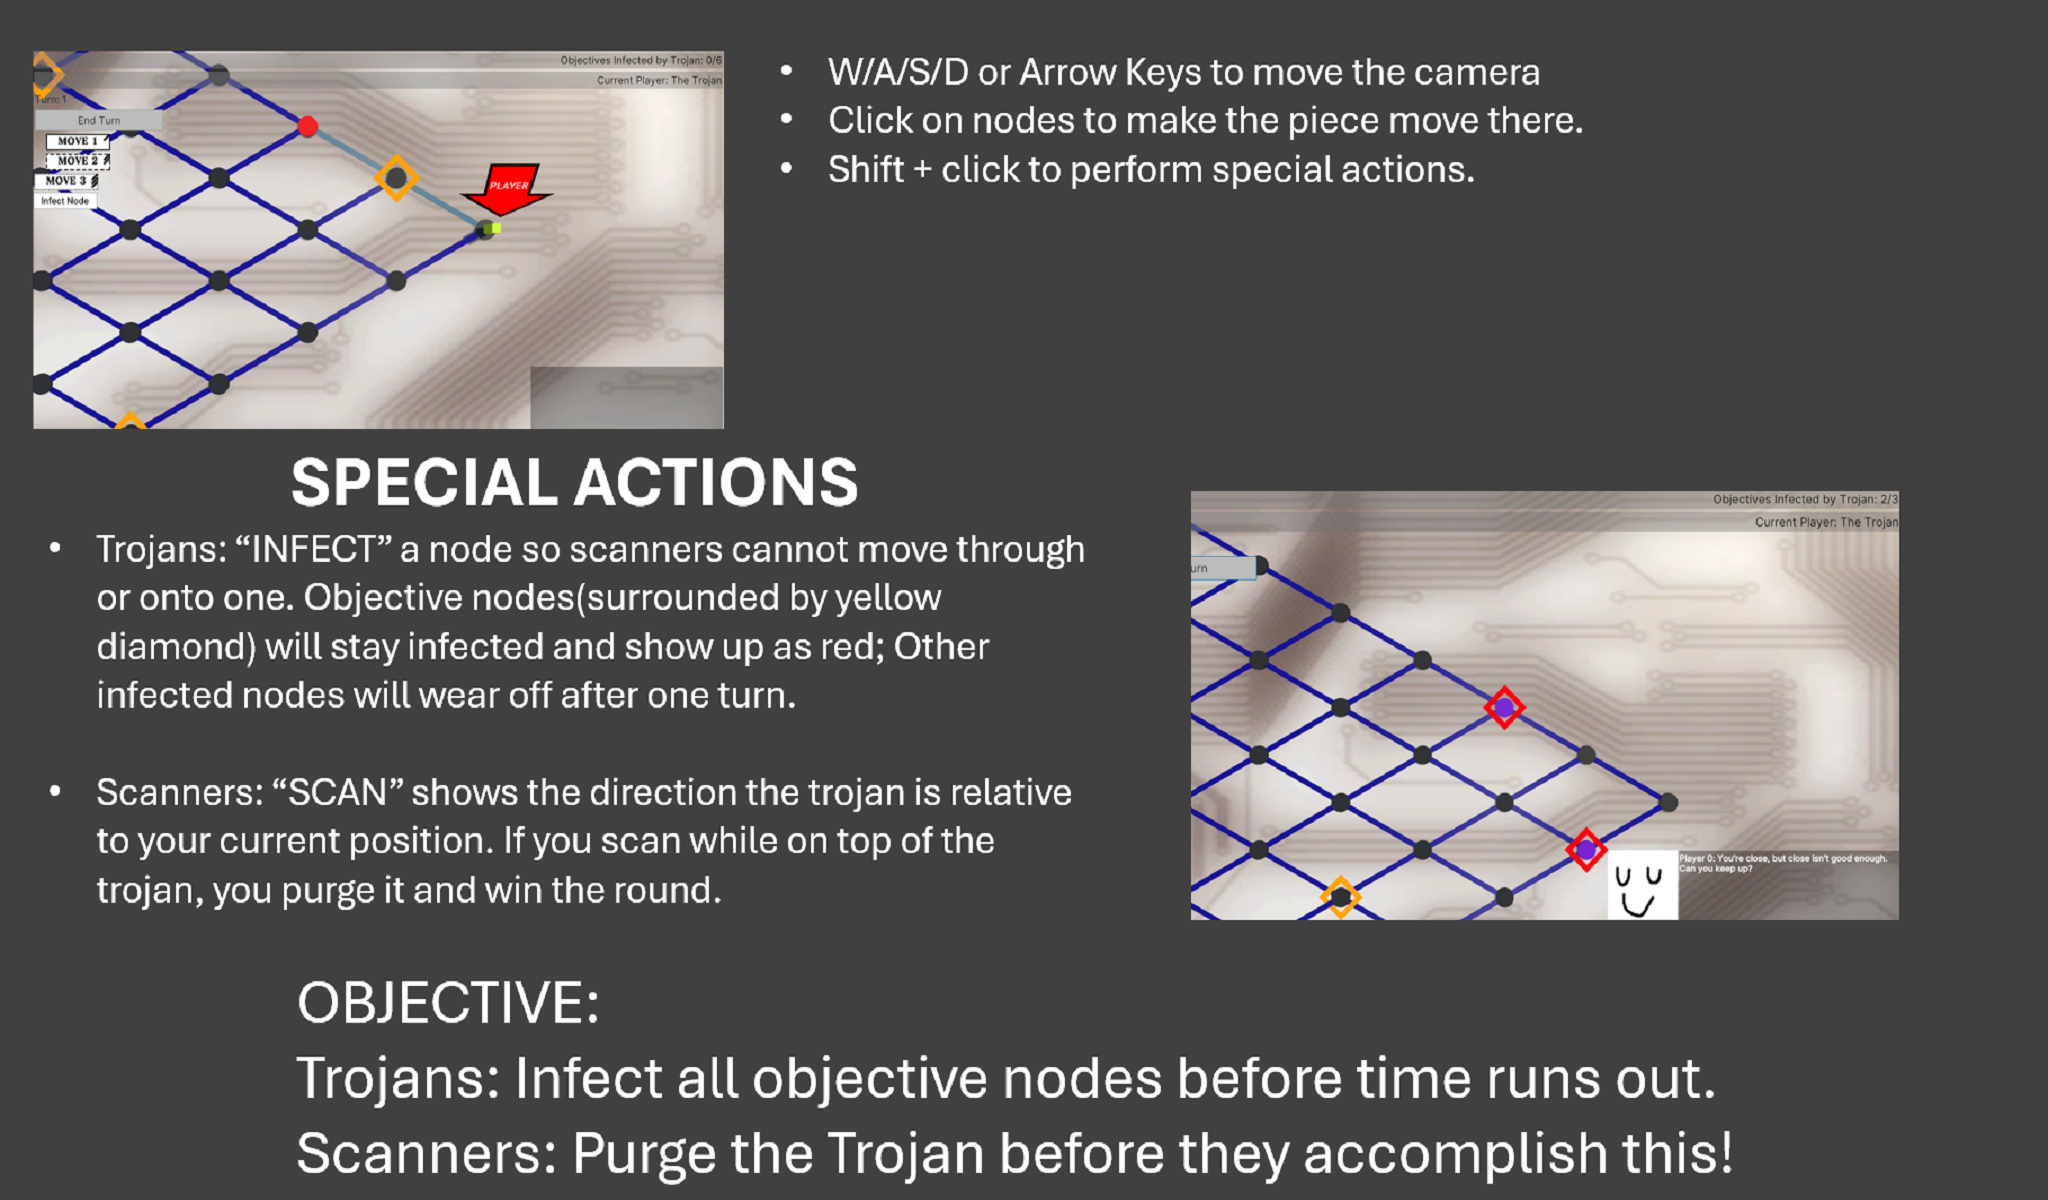 Objectives Infected by Trojan: 0/6
Current Player: The Trojan
Turn: 1
End Turn
MOVE 1
MOVE 2
MOVE 3
Infect Node
PLAYER
• W/A/S/D or Arrow Keys to move the camera
• Click on nodes to make the piece move there.
• Shift + click to perform special actions.
SPECIAL ACTIONS
• Trojans: “INFECT” a node so scanners cannot move through
or onto one. Objective nodes(surrounded by yellow
diamond) will stay infected and show up as red; Other
infected nodes will wear off after one turn.
• Scanners: “SCAN” shows the direction the trojan is relative
to your current position. If you scan while on top of the
trojan, you purge it and win the round.
Objectives Infected by Trojan: 2/3
Current Player: The Trojan
urn
Player 0: You're close, but close isn't good enough.
Can you keep up?
OBJECTIVE:
Trojans: Infect all objective nodes before time runs out.
Scanners: Purge the Trojan before they accomplish this!